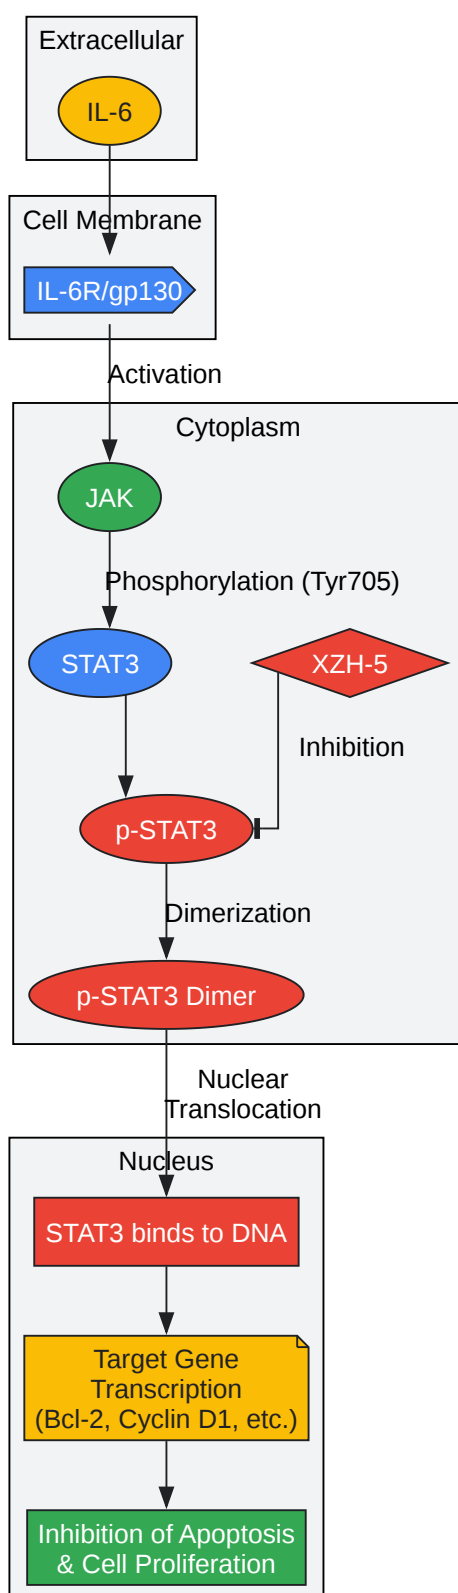 Extracellular
IL-6
Cell Membrane
IL-6R/gp130
Activation
Cytoplasm
JAK
Phosphorylation (Tyr705)
STAT3
XZH-5
Inhibition
p-STAT3
Dimerization
p-STAT3 Dimer
Nuclear
Translocation
Nucleus
STAT3 binds to DNA
Target Gene
Transcription
(Bcl-2, Cyclin D1, etc.)
Inhibition of Apoptosis
& Cell Proliferation